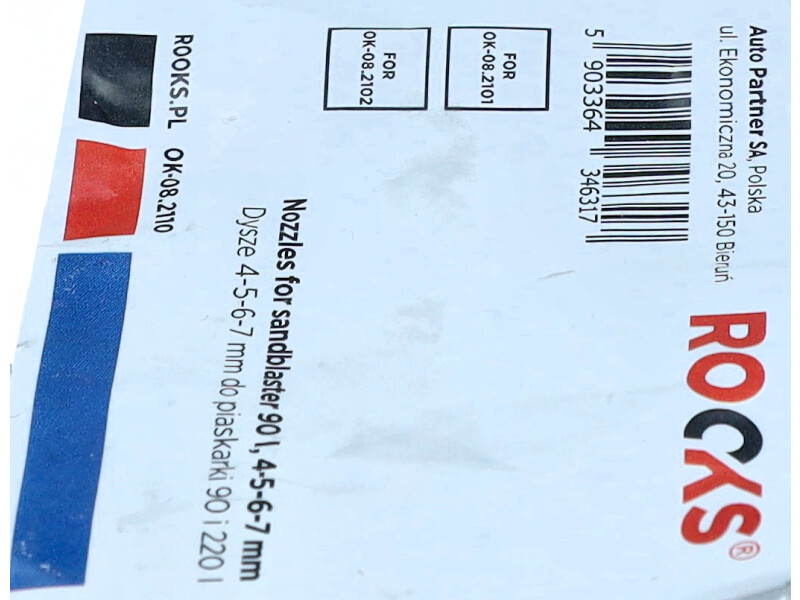 Auto Partner SA, Polska
ul. Ekonomiczna 20, 43-150 Bieruń
ROOKS®
5 903364 346317
FOR
OK-08.2101
FOR
OK-08.2102
Nozzles for sandblaster 90 l, 4-5-6-7 mm
Dysze 4-5-6-7 mm do piaskarki 90 i 220 l
ROOKS.PL OK-08.2110